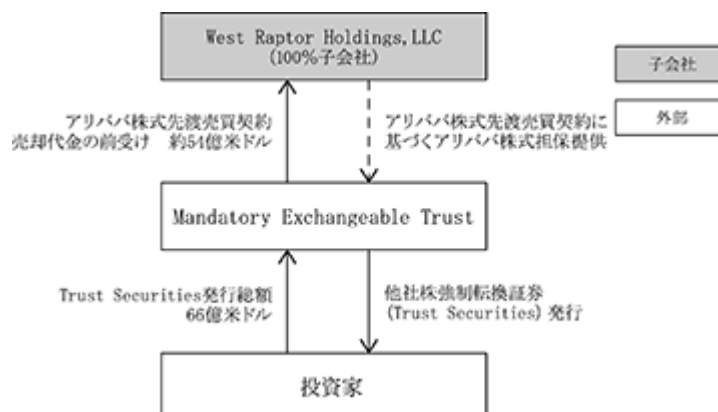 West Raptor Holdings,LLC
(100%子会社)
子会社
外部
アリババ株式先渡売買契約
売却代金の前受け　約54億米ドル
アリババ株式先渡売買契約に
基づくアリババ株式担保提供
Mandatory Exchangeable Trust
Trust Securities発行総額
66億米ドル
他社株強制転換証券
(Trust Securities) 発行
投資家